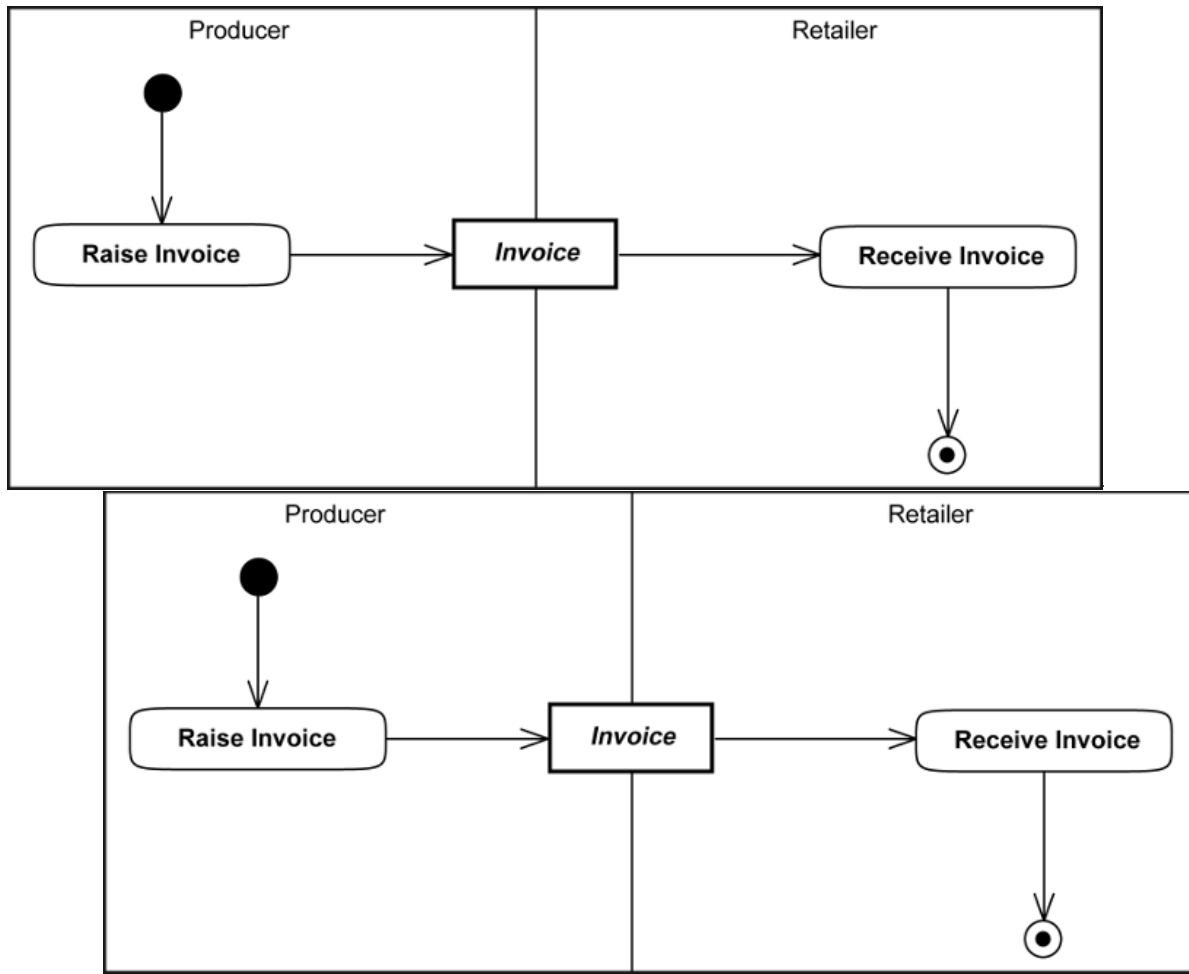 Producer
Retailer
Raise Invoice
Invoice
Receive Invoice
Producer
Retailer
Raise Invoice
Invoice
Receive Invoice